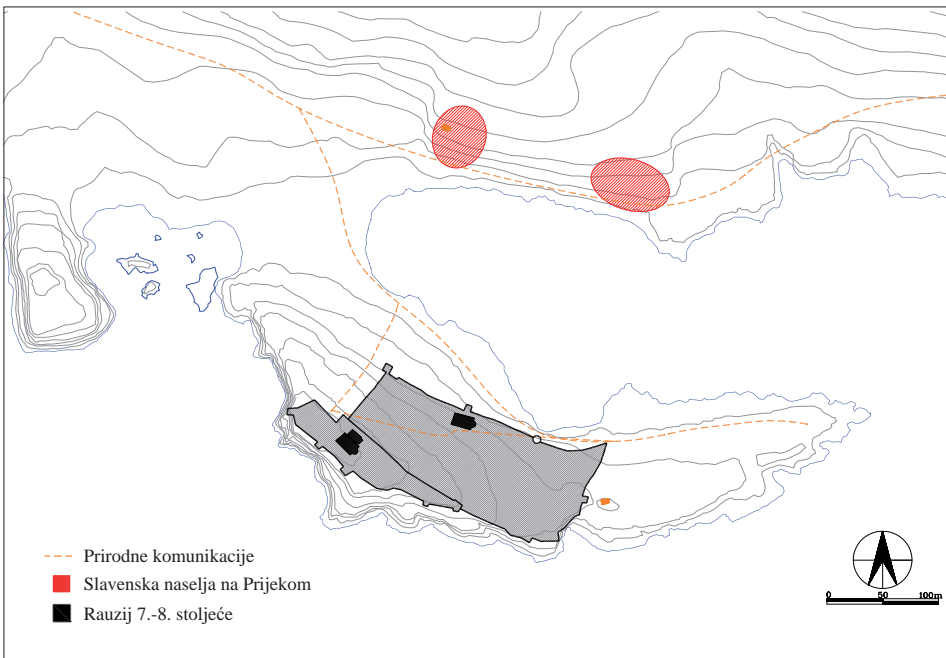 Prirodne komunikacije
Slavenska naselja na Prijekom
Rauzij 7.-8. stoljeće
0 50 100m